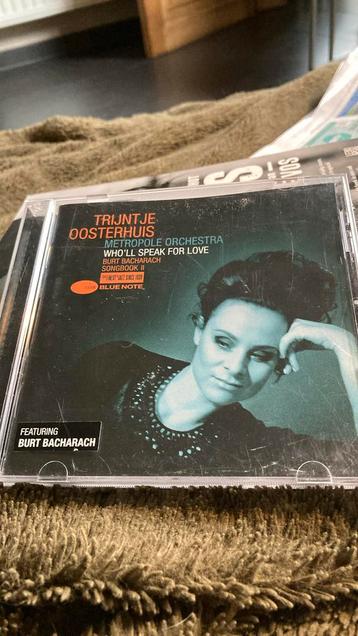 TRIJNTJE
OOSTERHUIS
METROPOLE ORCHESTRA
WHO'LL SPEAK FOR LOVE
BURT BACHARACH
SONGBOOK II
BLUE NOTE
FEATURING
BURT BACHARACH